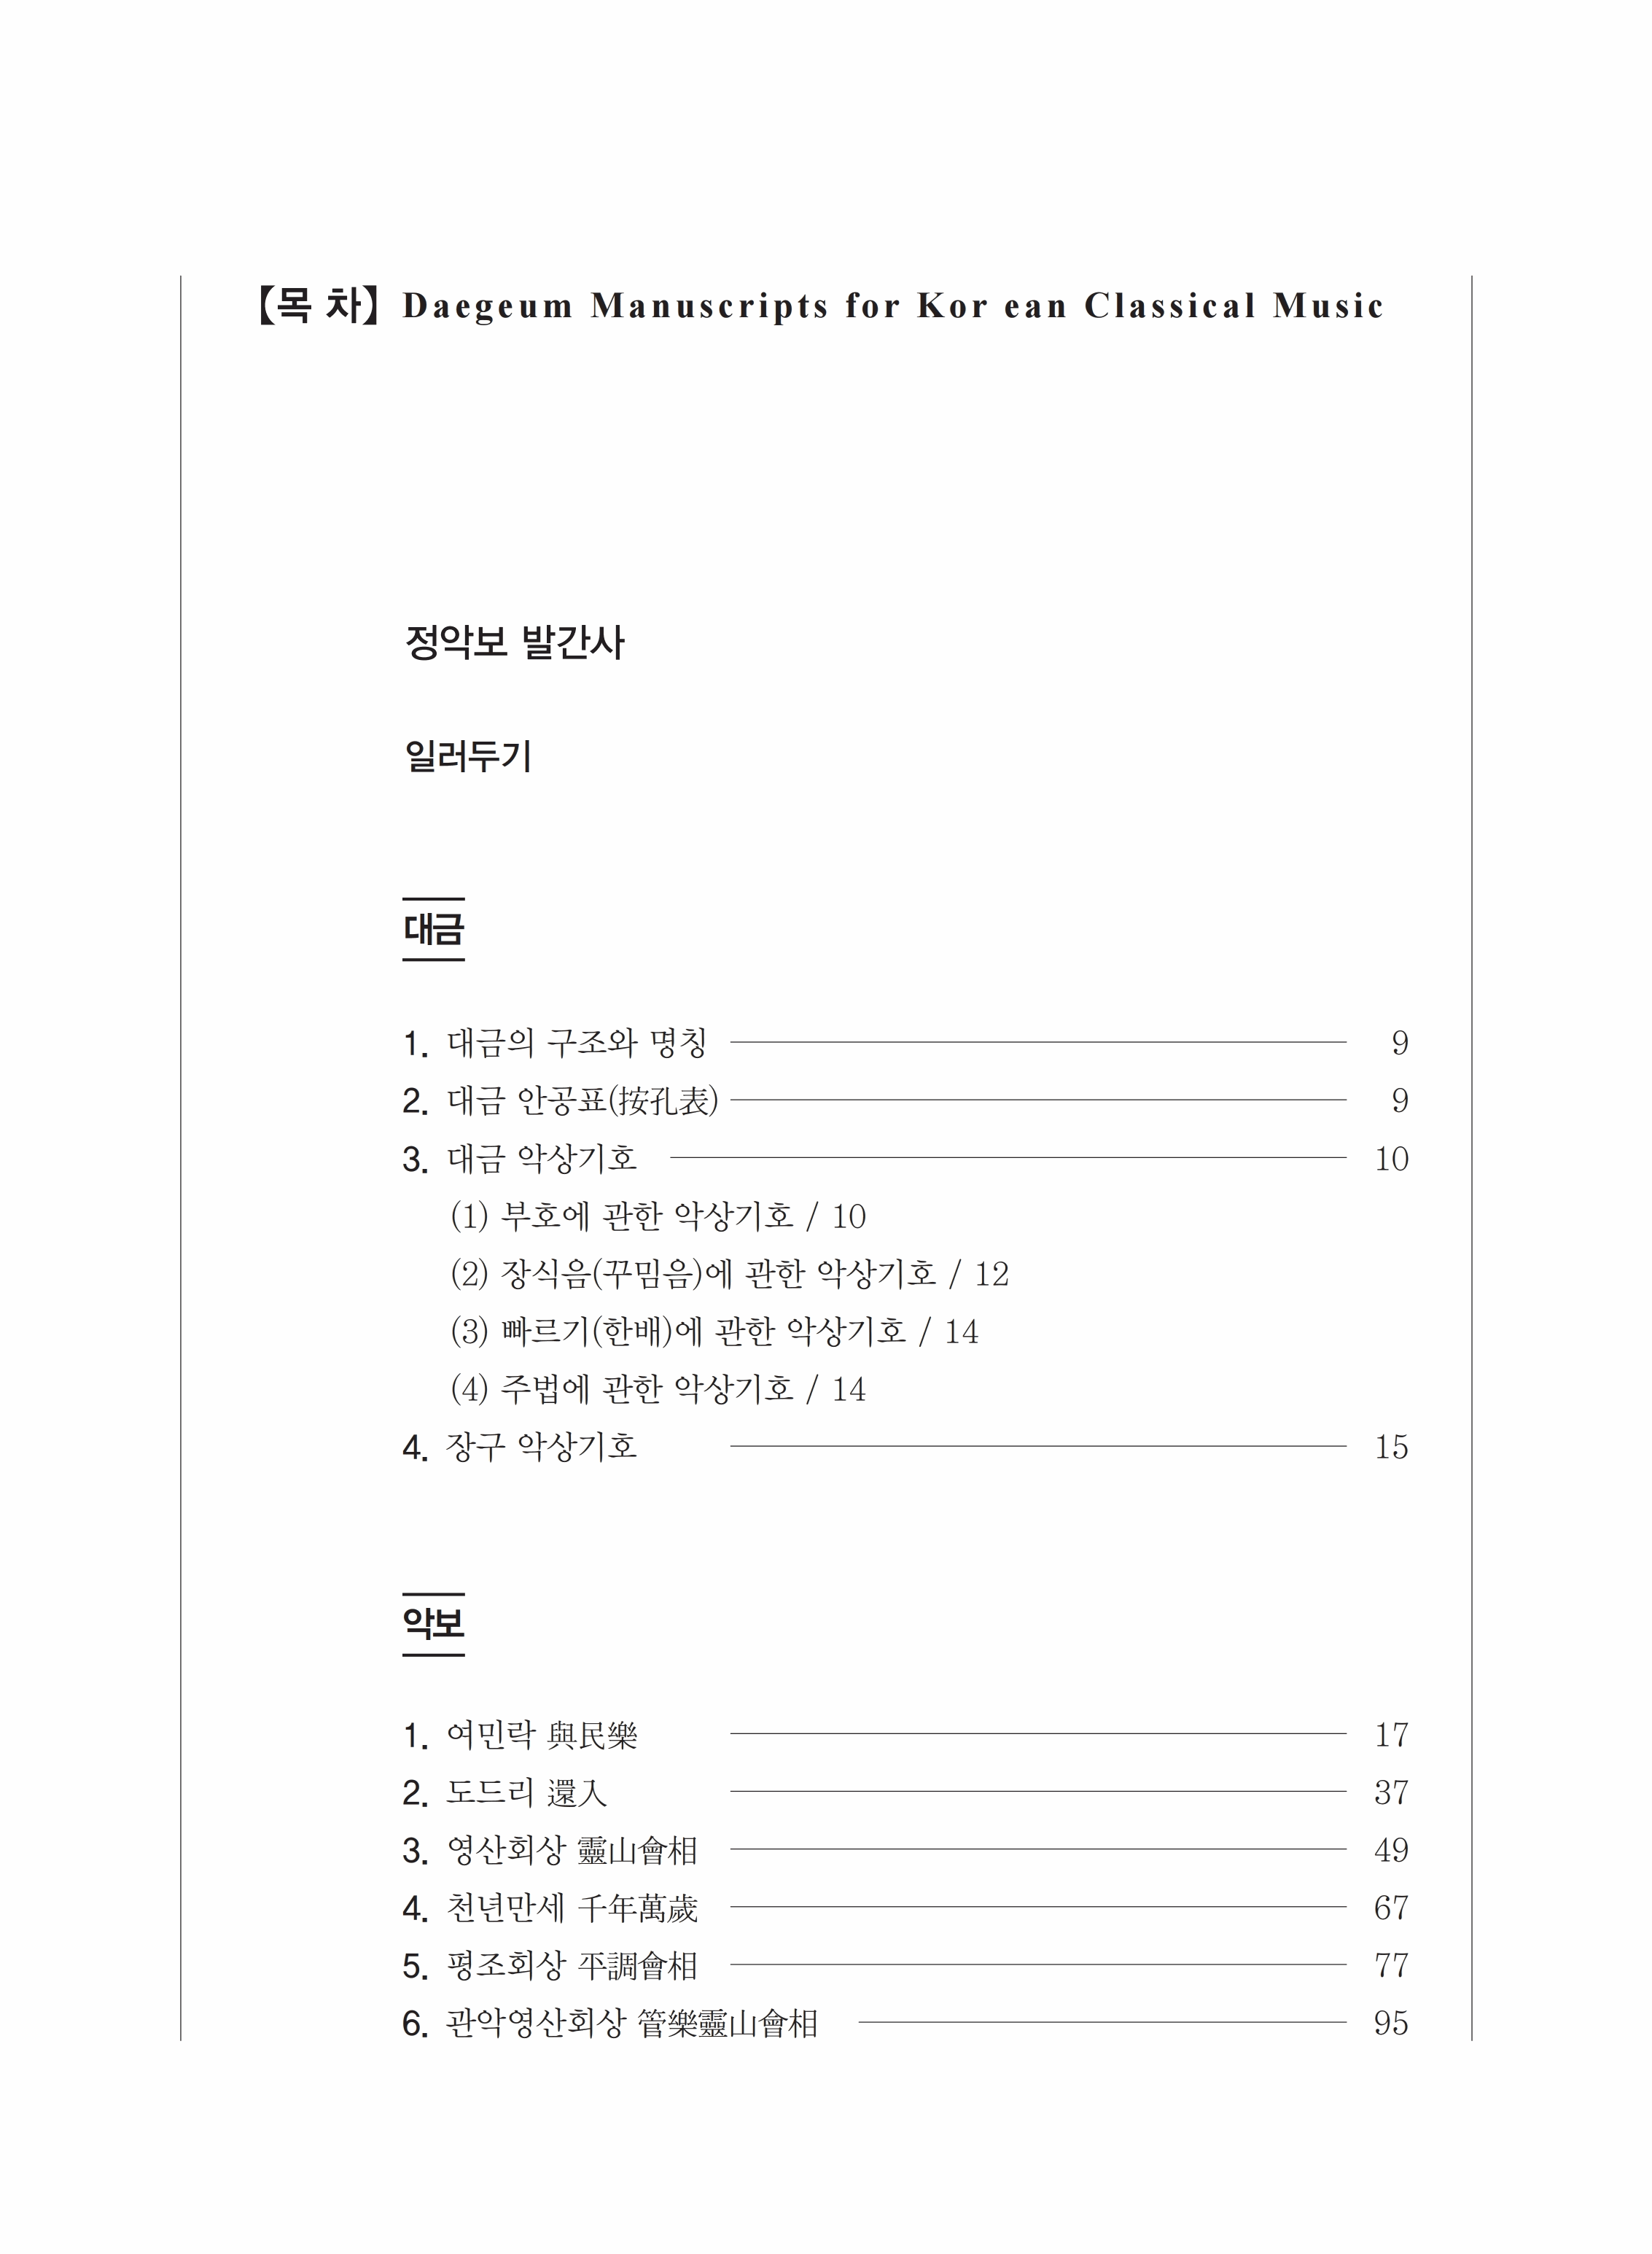 【목 차】 Daegeum Manuscripts for Kor ean Classical Music
정악보 발간사
일러두기
대금
1. 대금의 구조와 명칭 9
2. 대금 안공표(按孔表) 9
3. 대금 악상기호 10
(1) 부호에 관한 악상기호 / 10
(2) 장식음(꾸밈음)에 관한 악상기호 / 12
(3) 빠르기(한배)에 관한 악상기호 / 14
(4) 주법에 관한 악상기호 / 14
4. 장구 악상기호 15
악보
1. 여민락 與民樂 17
2. 도드리 還入 37
3. 영산회상 靈山會相 49
4. 천년만세 千年萬歲 67
5. 평조회상 平調會相 77
6. 관악영산회상 管樂靈山會相 95